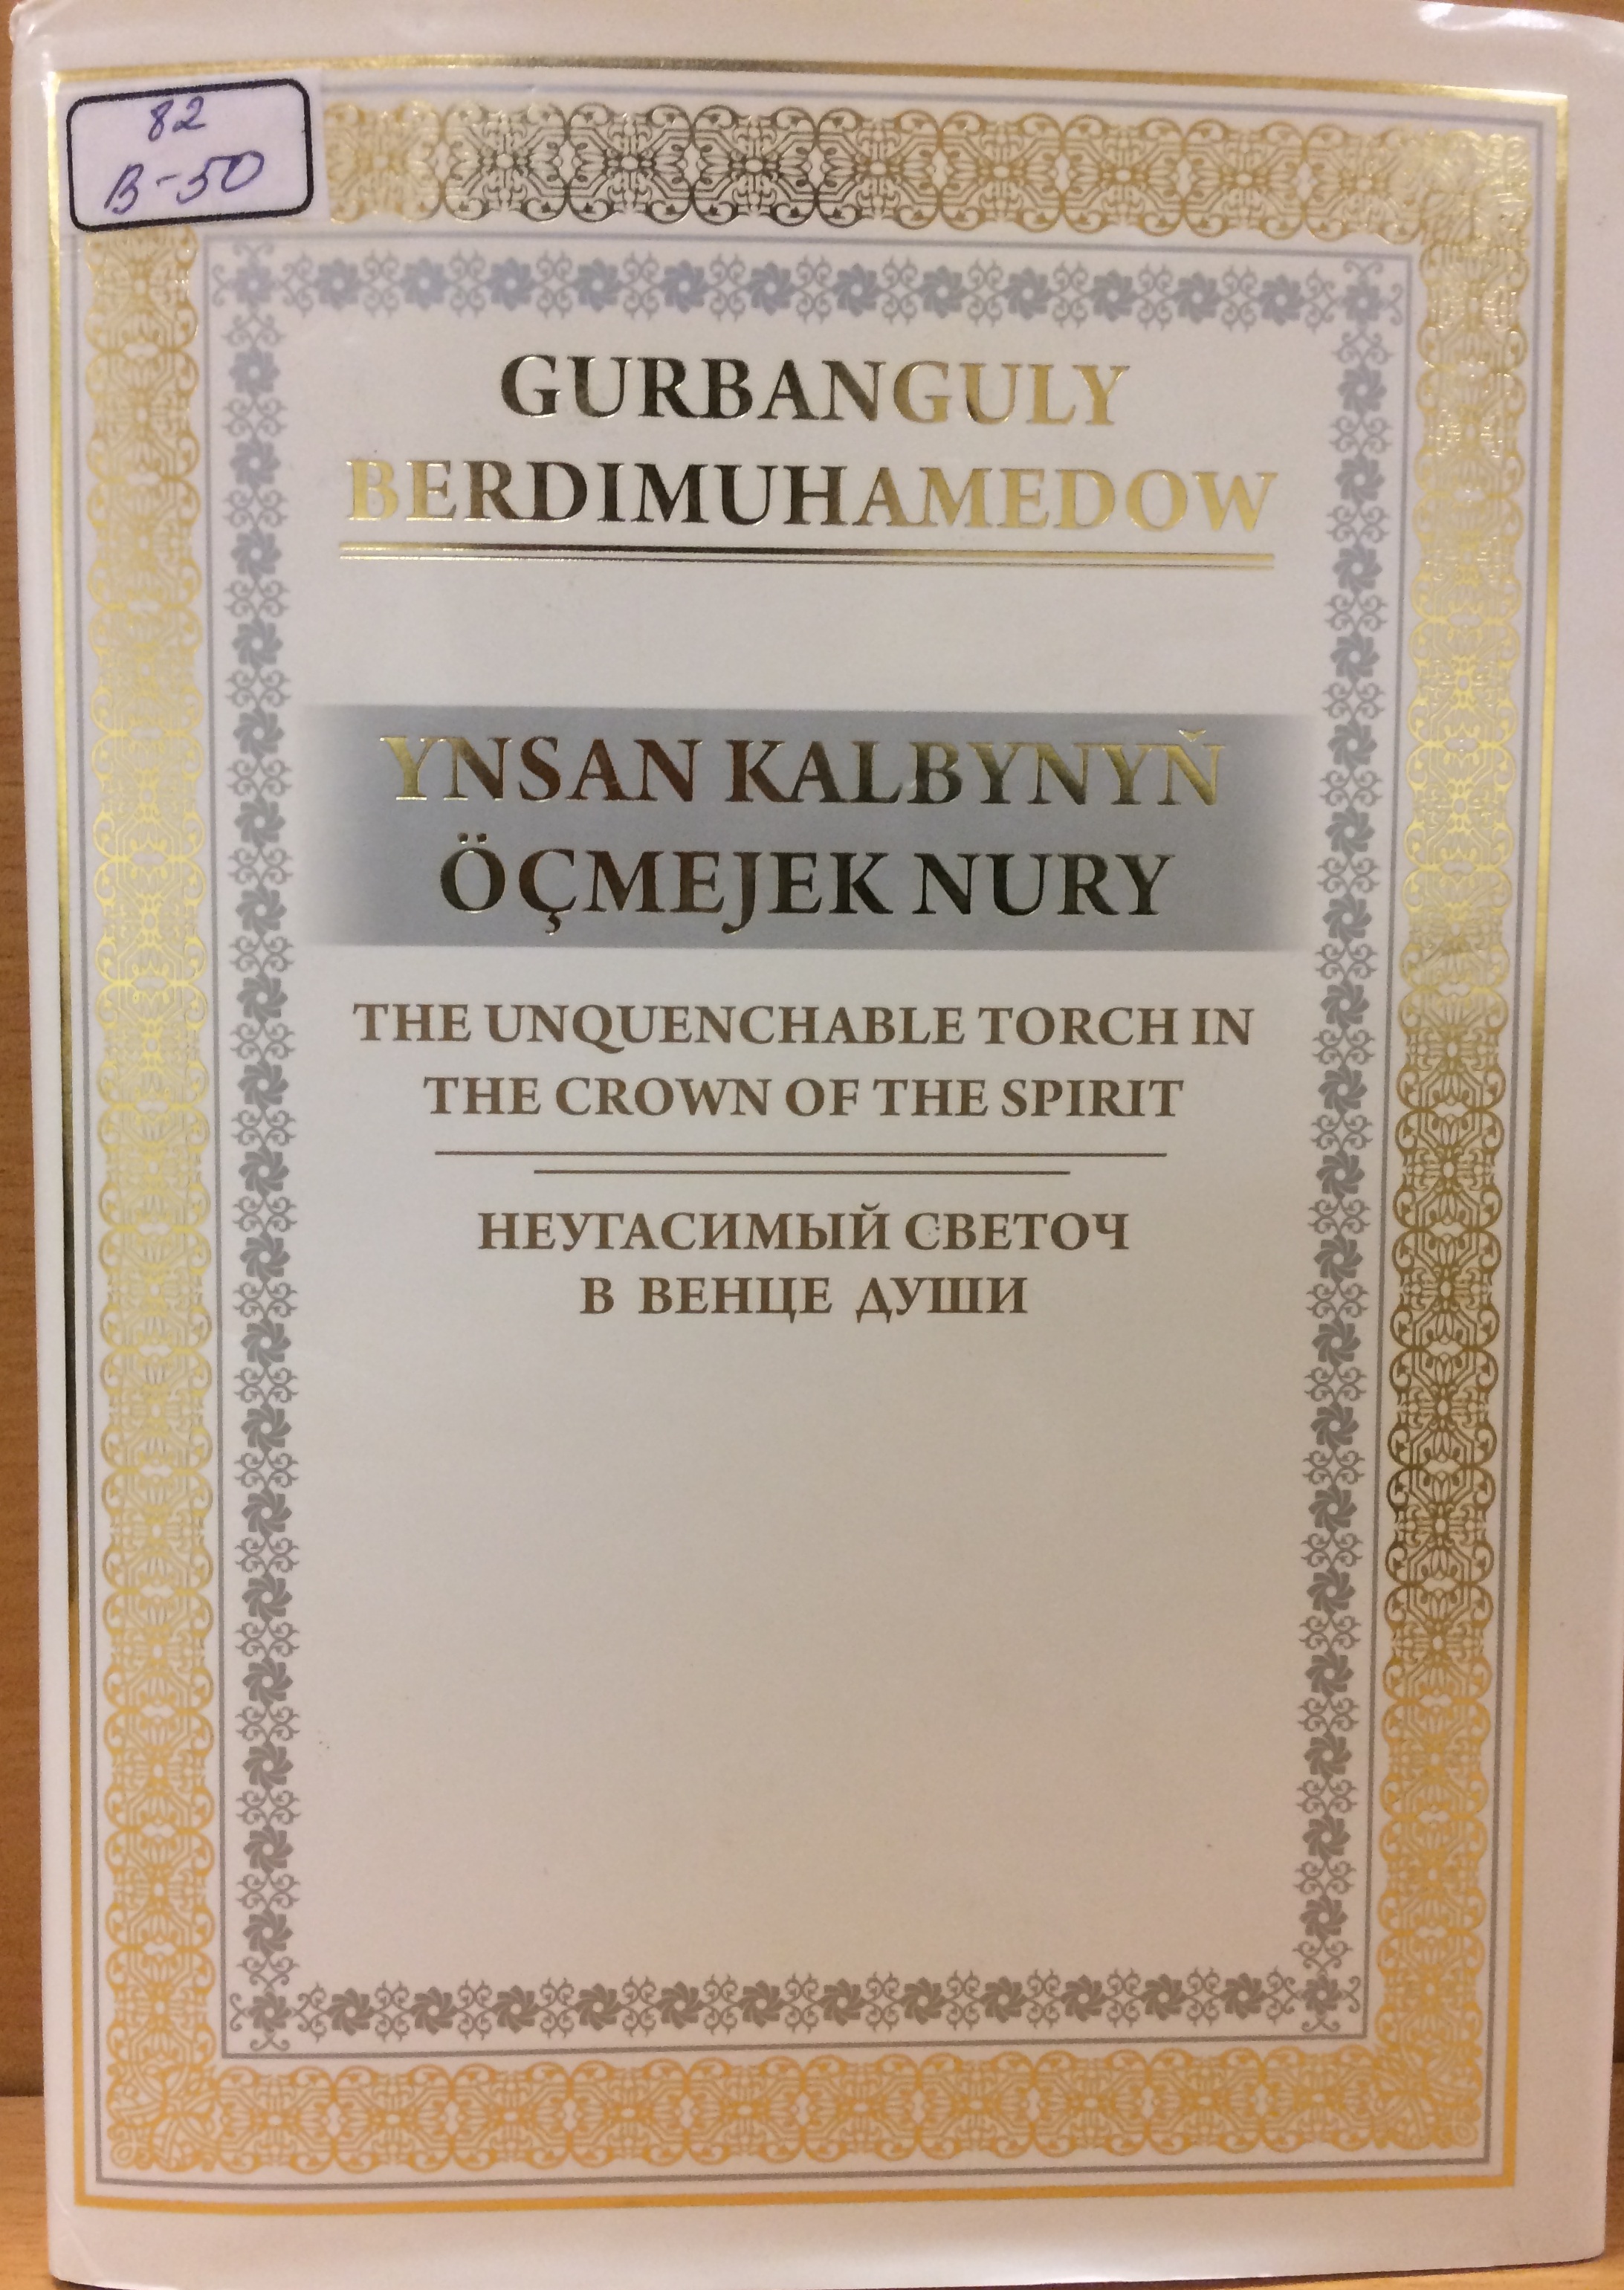 82
B-50
GURBANGULY
BERDIMUHAMEDOW
YNSAN KALBYNYŇ
ÖÇMEJEK NURY
THE UNQUENCHABLE TORCH IN
THE CROWN OF THE SPIRIT
НЕУГАСИМЫЙ СВЕТОЧ
В ВЕНЦЕ ДУШИ